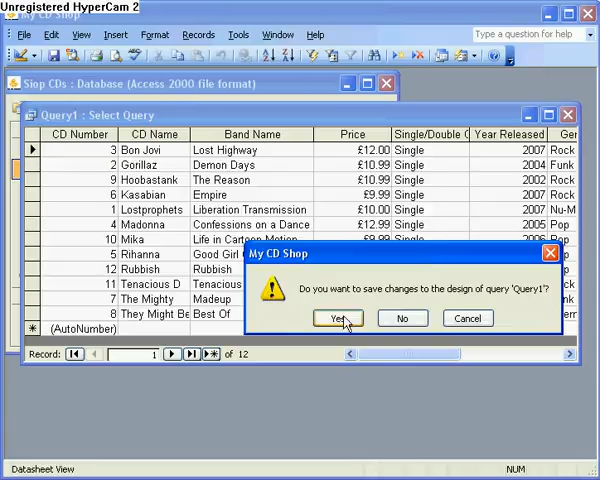 Unregistered HyperCam 2
My CD Shop
File Edit View Insert Format Records Tools Window Help Type a question for help
Siop CDs : Database (Access 2000 file format)
Query1 : Select Query
CD Number CD Name Band Name Price Single/Double C Year Released Ger
3 Bon Jovi Lost Highway £12.00 Single 2007 Rock
2 Gorillaz Demon Days £10.99 Single 2004 Funk
9 Hoobastank The Reason £10.99 Single 2002 Rock
6 Kasabian Empire £9.99 Single 2007 Rock
1 Lostprophets Liberation Transmission £10.00 Single 2007 Nu-M
4 Madonna Confessions on a Dance £12.99 Single 2005 Pop
10 Mika Life in Cartoon Motion £9.99 Single 2006 Pop
5 Rihanna Good Girl
12 Rubbish Rubbish
11 Tenacious D Tenacious
7 The Mighty Madeup
8 They Might Be Best Of
(AutoNumber)
My CD Shop
Do you want to save changes to the design of query 'Query1'?
Yes No Cancel
Record: 1 of 12
Datasheet View NUM